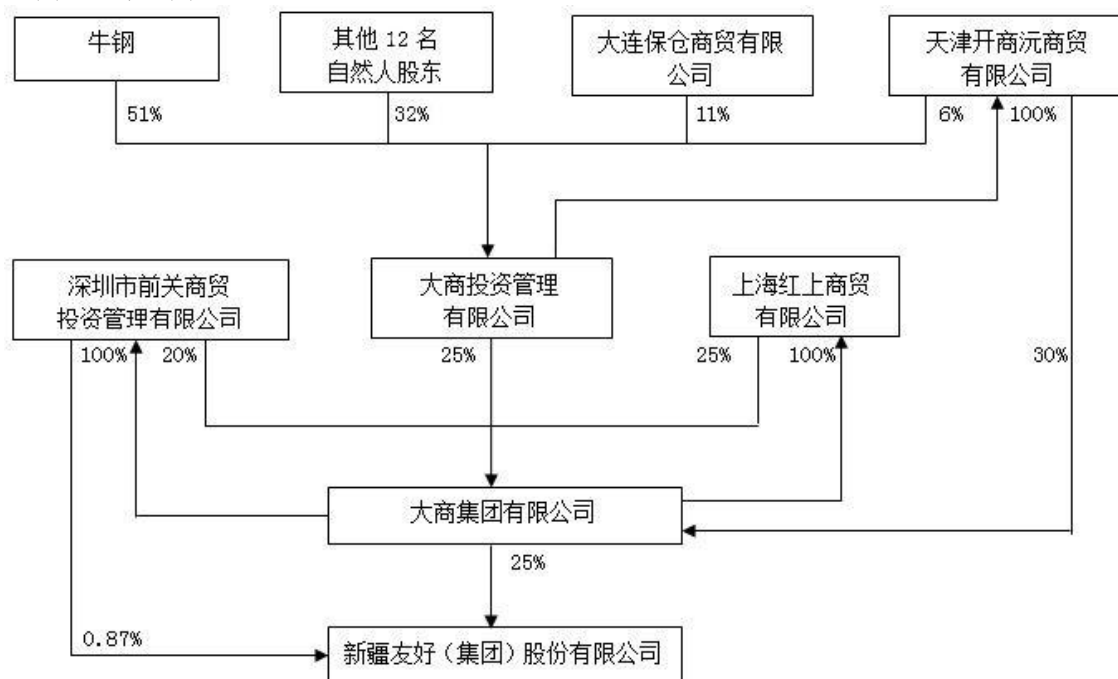 牛钢
其他 12 名
自然人股东
大连保仓商贸有限
公司
天津开商沅商贸
有限公司
51%
32%
11%
6%
100%
深圳市前关商贸
投资管理有限公司
大商投资管理
有限公司
上海红上商贸
有限公司
100%
20%
25%
25%
100%
30%
大商集团有限公司
25%
0.87%
新疆友好（集团）股份有限公司